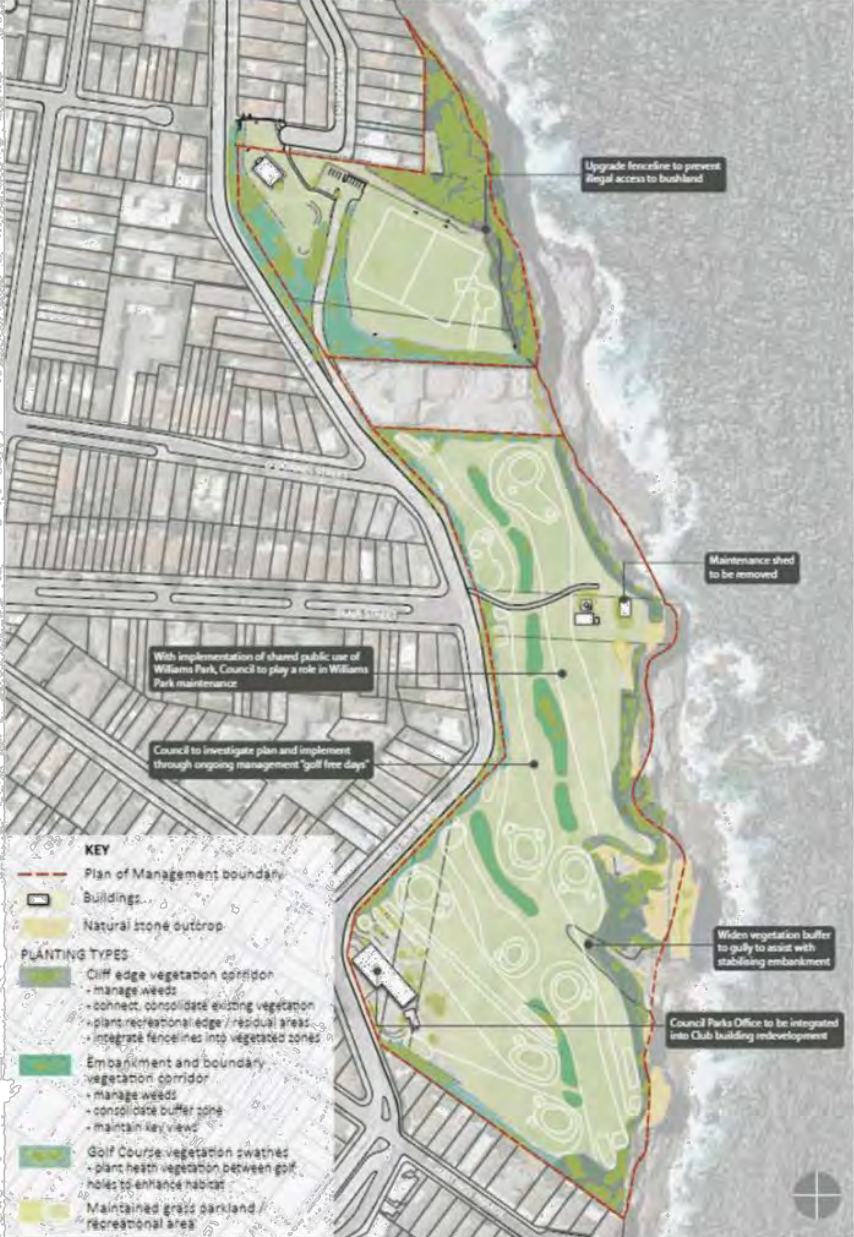 Upgrade fenceline to prevent
illegal access to bushland
Maintenance shed
to be removed
With implementation of shared public use of
Williams Park, Council to play a role in Williams
Park maintenance
Council to investigate plan and implement
through ongoing management "golf free days"
Widen vegetation buffer
to gully to assist with
stabilising embankment
Council Parks Office to be integrated
into Club building redevelopment
KEY
Plan of Management boundary
Buildings
Natural stone outcrop
PLANTING TYPES
Cliff edge vegetation corridor
- manage weeds
- connect, consolidate existing vegetation
- plant recreational edge / residual areas
- integrate fencelines into vegetated zones
Embankment and boundary
vegetation corridor
- manage weeds
- consolidate buffer zone
- maintain key views
Golf Course vegetation swathes
- plant heath vegetation between golf
holes to enhance habitat
Maintained grass parkland /
recreational area